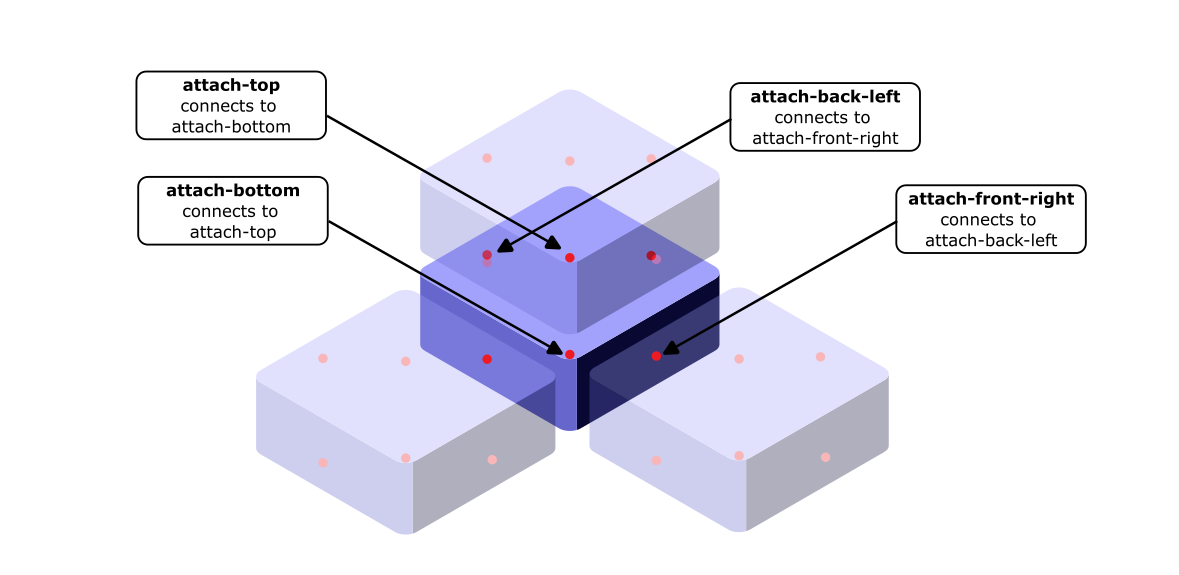 attach-top
connects to
attach-bottom
attach-back-left
connects to
attach-front-right
attach-bottom
connects to
attach-top
attach-front-right
connects to
attach-back-left